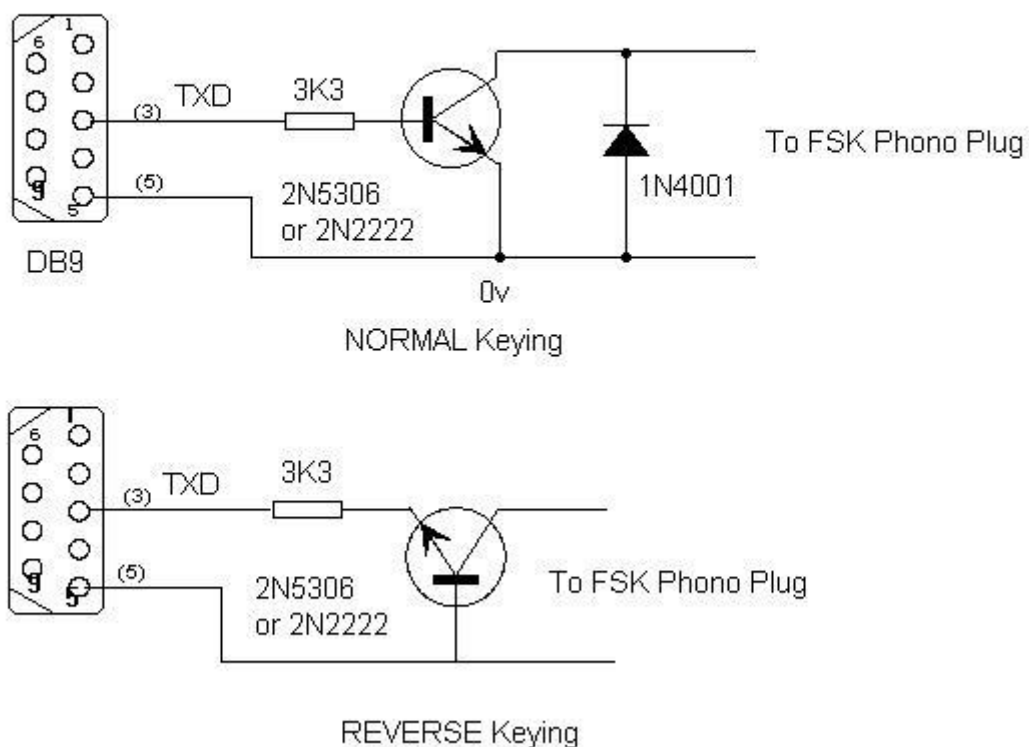 1
6
(3) TXD 3K3
To FSK Phono Plug
1N4001
9
(5)
5
2N5306
or 2N2222
DB9
0v
NORMAL Keying
1
6
(3) TXD 3K3
9
(5)
5
2N5306
or 2N2222
To FSK Phono Plug
REVERSE Keying